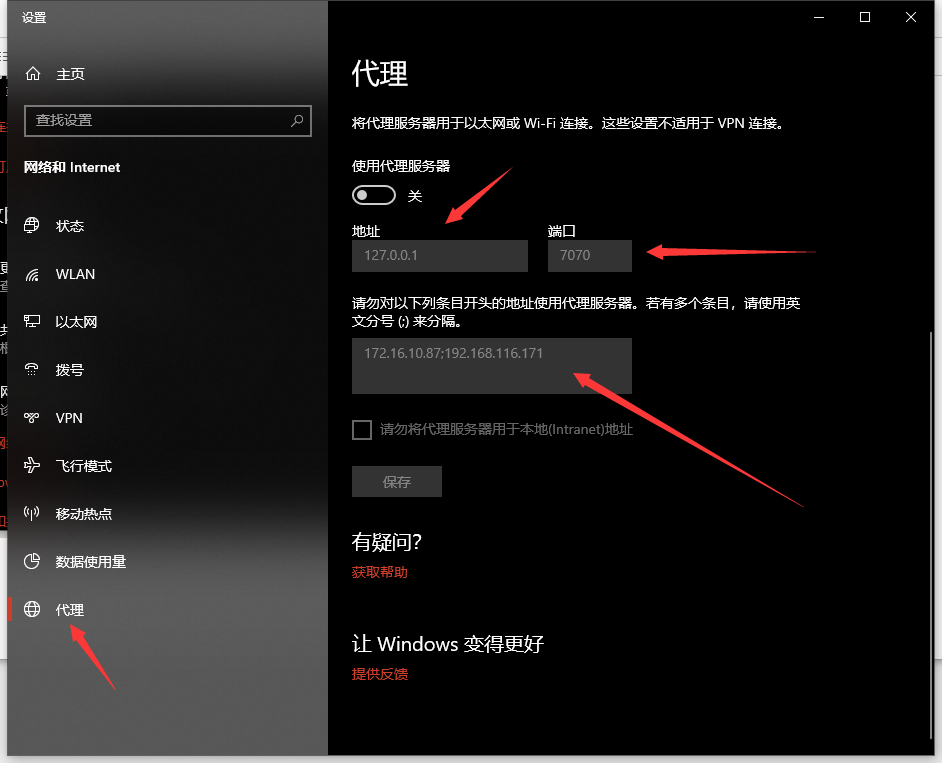 设置
主页
查找设置
网络和 Internet
状态
WLAN
以太网
拨号
VPN
飞行模式
移动热点
数据使用量
代理
代理
将代理服务器用于以太网或 Wi-Fi 连接。这些设置不适用于 VPN 连接。
使用代理服务器
关
地址 端口
127.0.0.1 7070
请勿对以下列条目开头的地址使用代理服务器。若有多个条目，请使用英
文分号 (;) 来分隔。
172.16.10.87;192.168.116.171
请勿将代理服务器用于本地(Intranet)地址
保存
有疑问?
获取帮助
让 Windows 变得更好
提供反馈